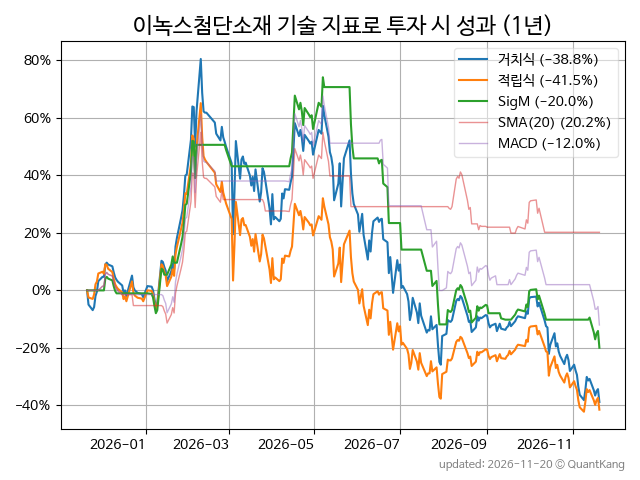 이녹스첨단소재 기술 지표로 투자 시 성과 (1년)
거치식 (-38.8%)
적립식 (-41.5%)
SigM (-20.0%)
SMA(20) (20.2%)
MACD (-12.0%)
80%
60%
40%
20%
0%
-20%
-40%
2026-01 2026-03 2026-05 2026-07 2026-09 2026-11
updated: 2026-11-20 © QuantKang